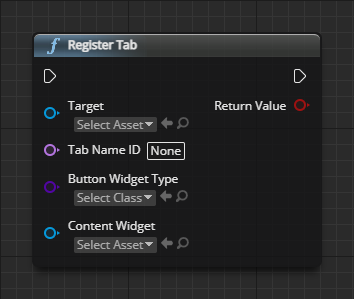 Register Tab
Target
Return Value
Select Asset
Tab Name ID None
Button Widget Type
Select Class
Content Widget
Select Asset